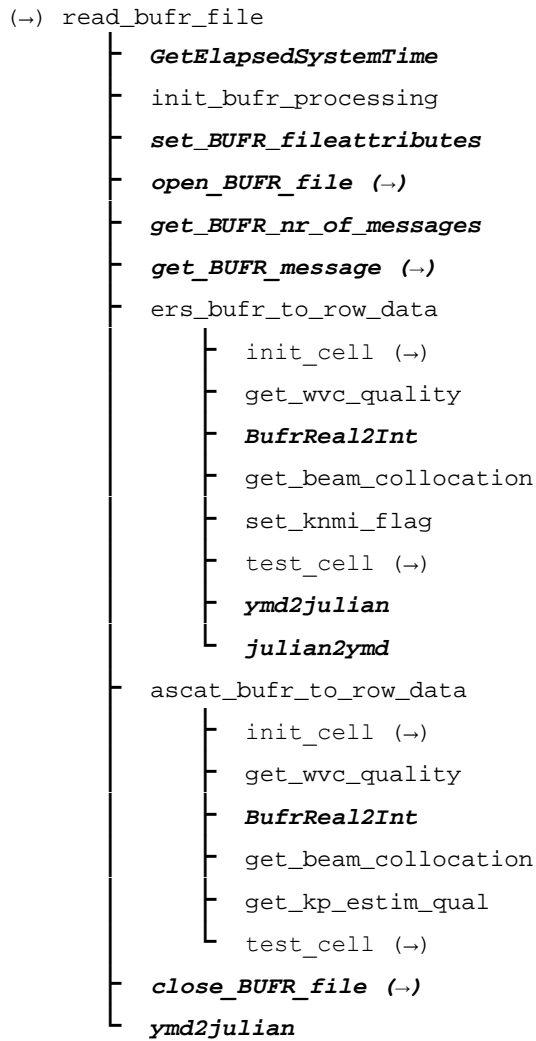 (→) read_bufr_file
GetElapsedSystemTime
init_bufr_processing
set_BUFR_fileattributes
open_BUFR_file (→)
get_BUFR_nr_of_messages
get_BUFR_message (→)
ers_bufr_to_row_data
init_cell (→)
get_wvc_quality
BufrReal2Int
get_beam_collocation
set_knmi_flag
test_cell (→)
ymd2julian
julian2ymd
ascat_bufr_to_row_data
init_cell (→)
get_wvc_quality
BufrReal2Int
get_beam_collocation
get_kp_estim_qual
test_cell (→)
close_BUFR_file (→)
ymd2julian